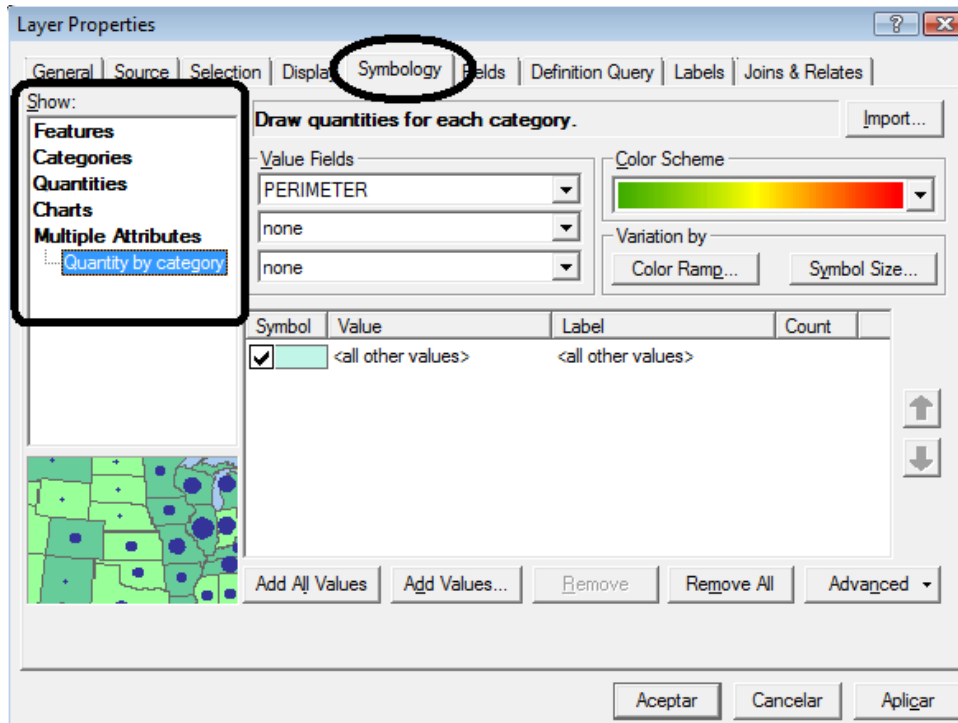 Layer Properties
General Source Selection Display Symbology Fields Definition Query Labels Joins & Relates
Show:
Features
Categories
Quantities
Charts
Multiple Attributes
Quantity by category
Draw quantities for each category.
Import...
Value Fields
PERIMETER
none
none
Color Scheme
Variation by
Color Ramp...
Symbol Size...
Symbol Value Label Count
<all other values> <all other values>
Add All Values
Add Values...
Remove
Remove All
Advanced
Aceptar
Cancelar
Aplicar